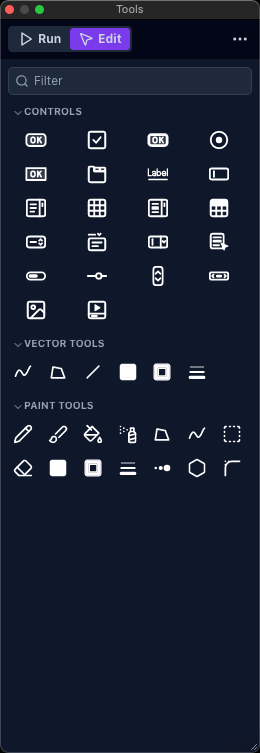 Tools
Run Edit
Filter
CONTROLS
OK OK
OK Label
VECTOR TOOLS
PAINT TOOLS